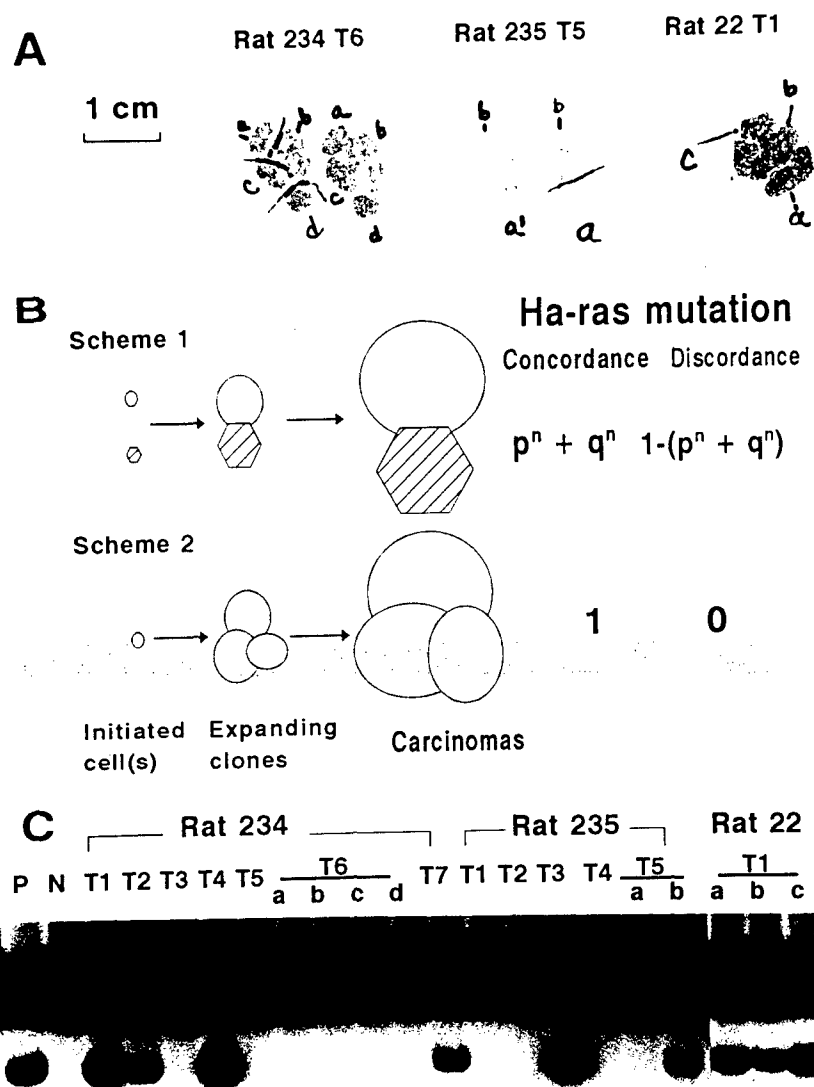 A
Rat 234 T6
Rat 235 T5
Rat 22 T1
1 cm
a b a b
c c
d d
b b
a' a
b
c
a
B
Ha-ras mutation
Scheme 1
Concordance Discordance
pⁿ + qⁿ 1-(pⁿ + qⁿ)
Scheme 2
1 0
Initiated Expanding
cell(s) clones
Carcinomas
C
Rat 234 Rat 235 Rat 22
P N T1 T2 T3 T4 T5 T6 T7 T1 T2 T3 T4 T5 T1
a b c d a b a b c